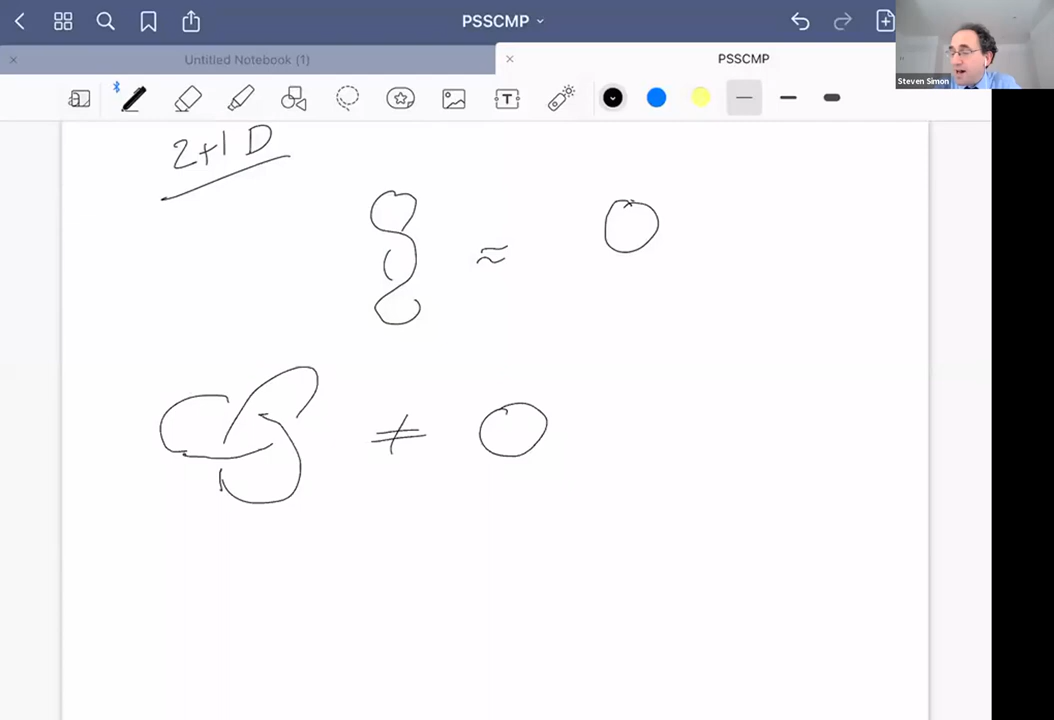 PSSCMP
Untitled Notebook (1)
PSSCMP
Steven Simon
T
2+1 D
≈
≠